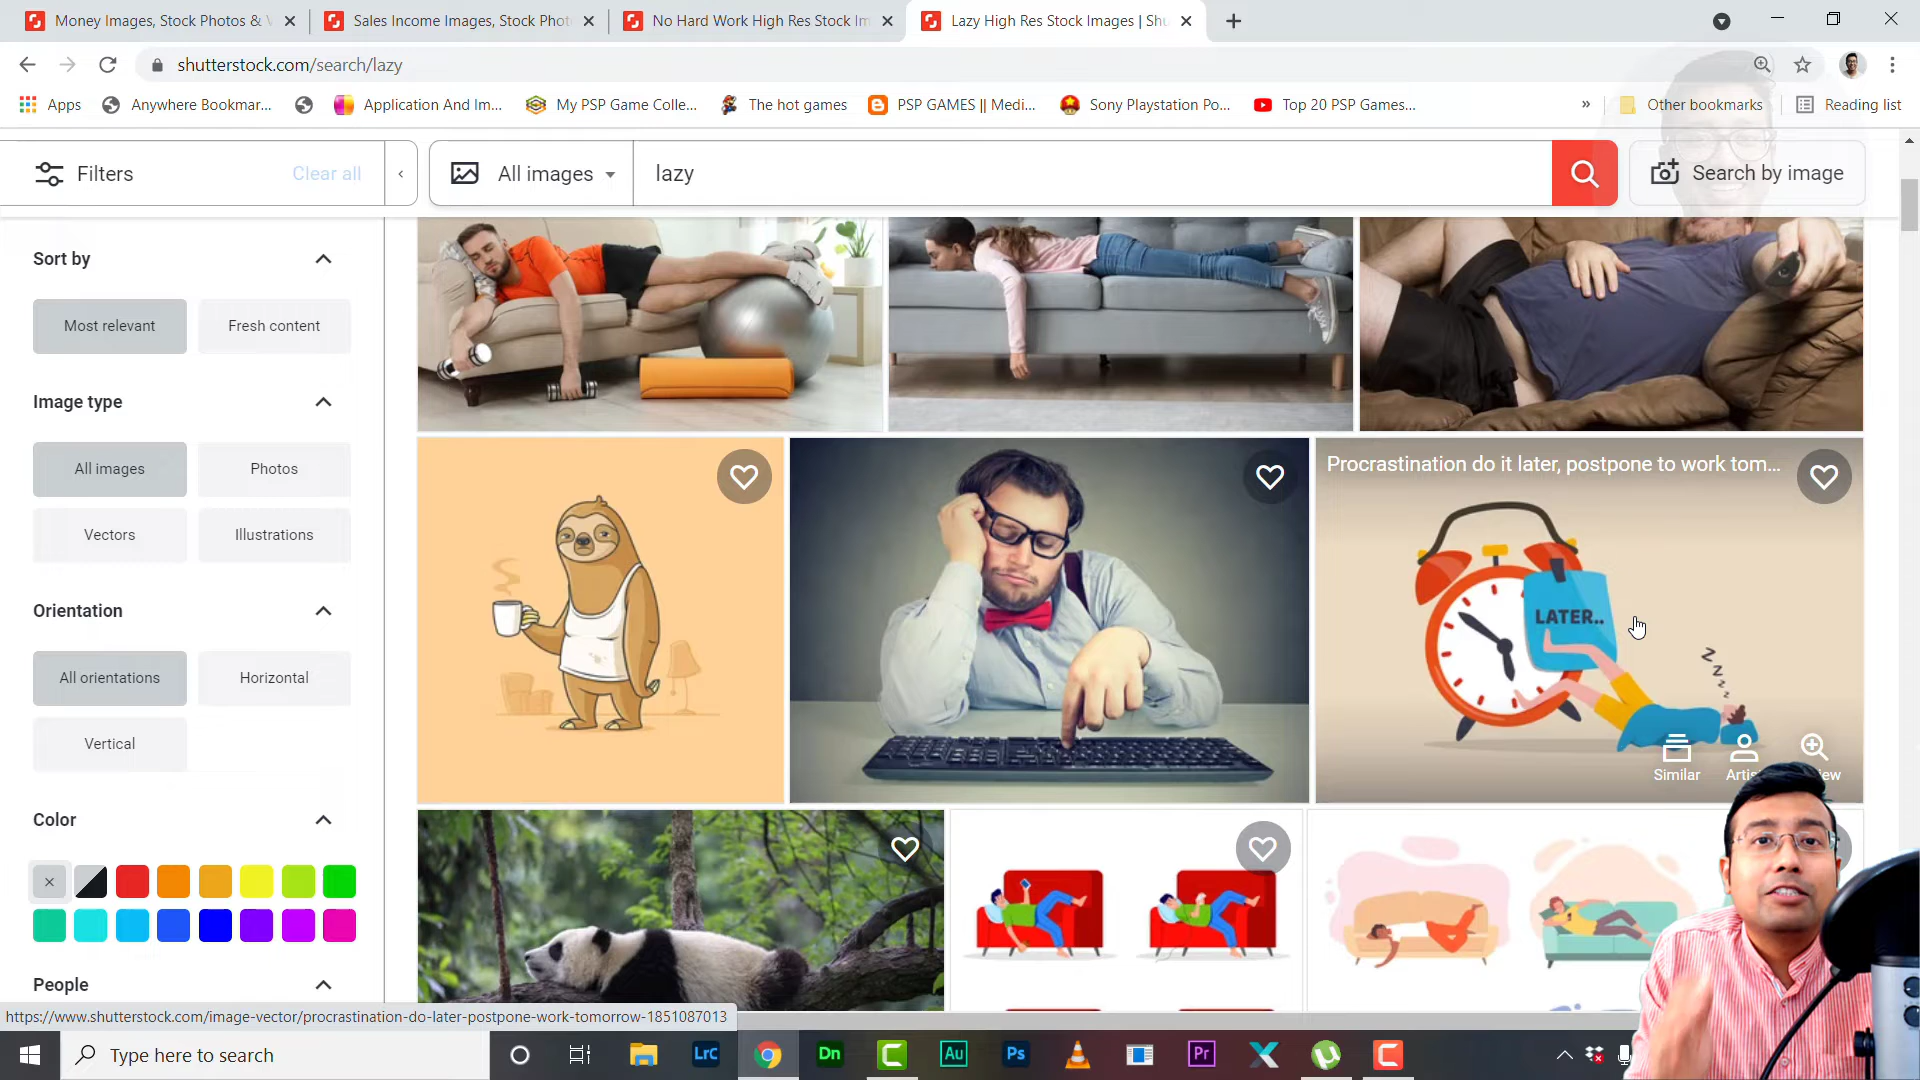 Money Images, Stock Photos & V
Sales Income Images, Stock Phot
No Hard Work High Res Stock Im
Lazy High Res Stock Images | Shu
shutterstock.com/search/lazy
Apps
Anywhere Bookmar...
Application And Im...
My PSP Game Colle...
The hot games
PSP GAMES || Medi...
Sony Playstation Po...
Top 20 PSP Games...
»
Other bookmarks
Reading list
Filters
Clear all
All images
lazy
Search by image
Sort by
Most relevant
Fresh content
Image type
All images
Photos
Vectors
Illustrations
Orientation
All orientations
Horizontal
Vertical
Color
People
Procrastination do it later, postpone to work tom...
LATER..
z z z z
Similar
https://www.shutterstock.com/image-vector/procrastination-do-later-postpone-work-tomorrow-1851087013
Type here to search
LrC
Dn
Au
Ps
Pr